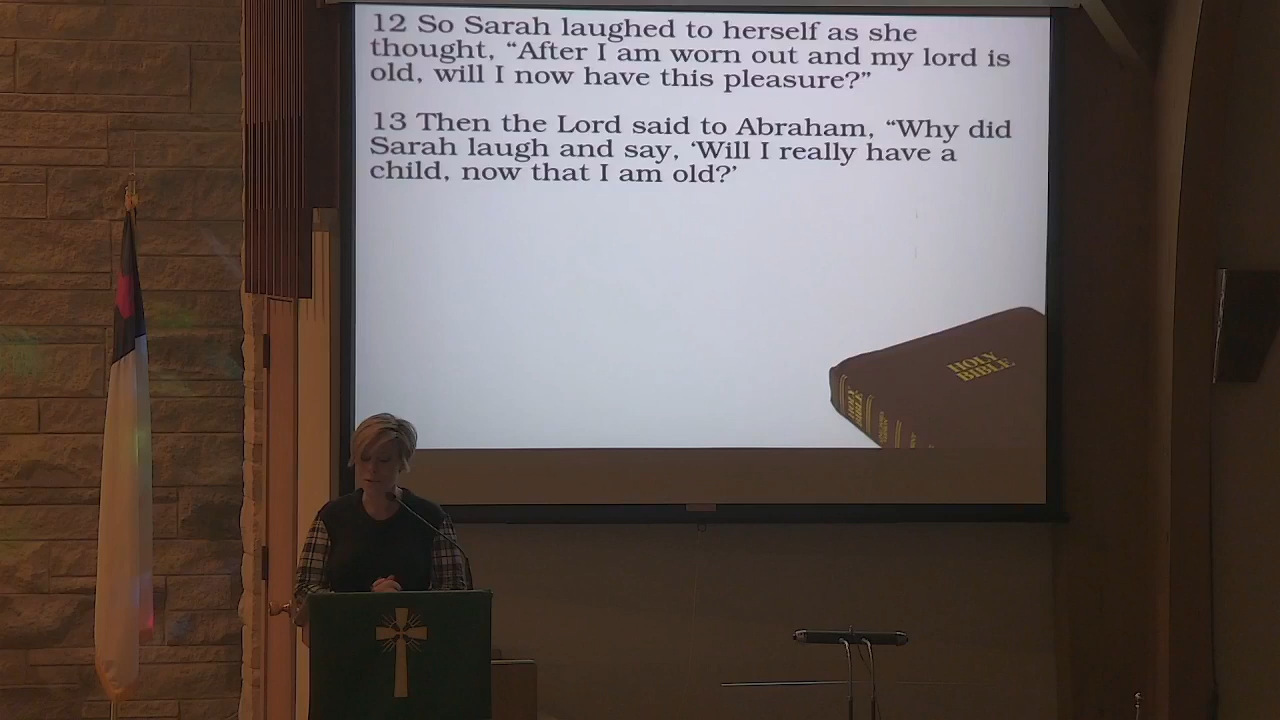 12 So Sarah laughed to herself as she
thought, “After I am worn out and my lord is
old, will I now have this pleasure?”
13 Then the Lord said to Abraham, “Why did
Sarah laugh and say, ‘Will I really have a
child, now that I am old?’
HOLY
BIBLE
HOLY BIBLE